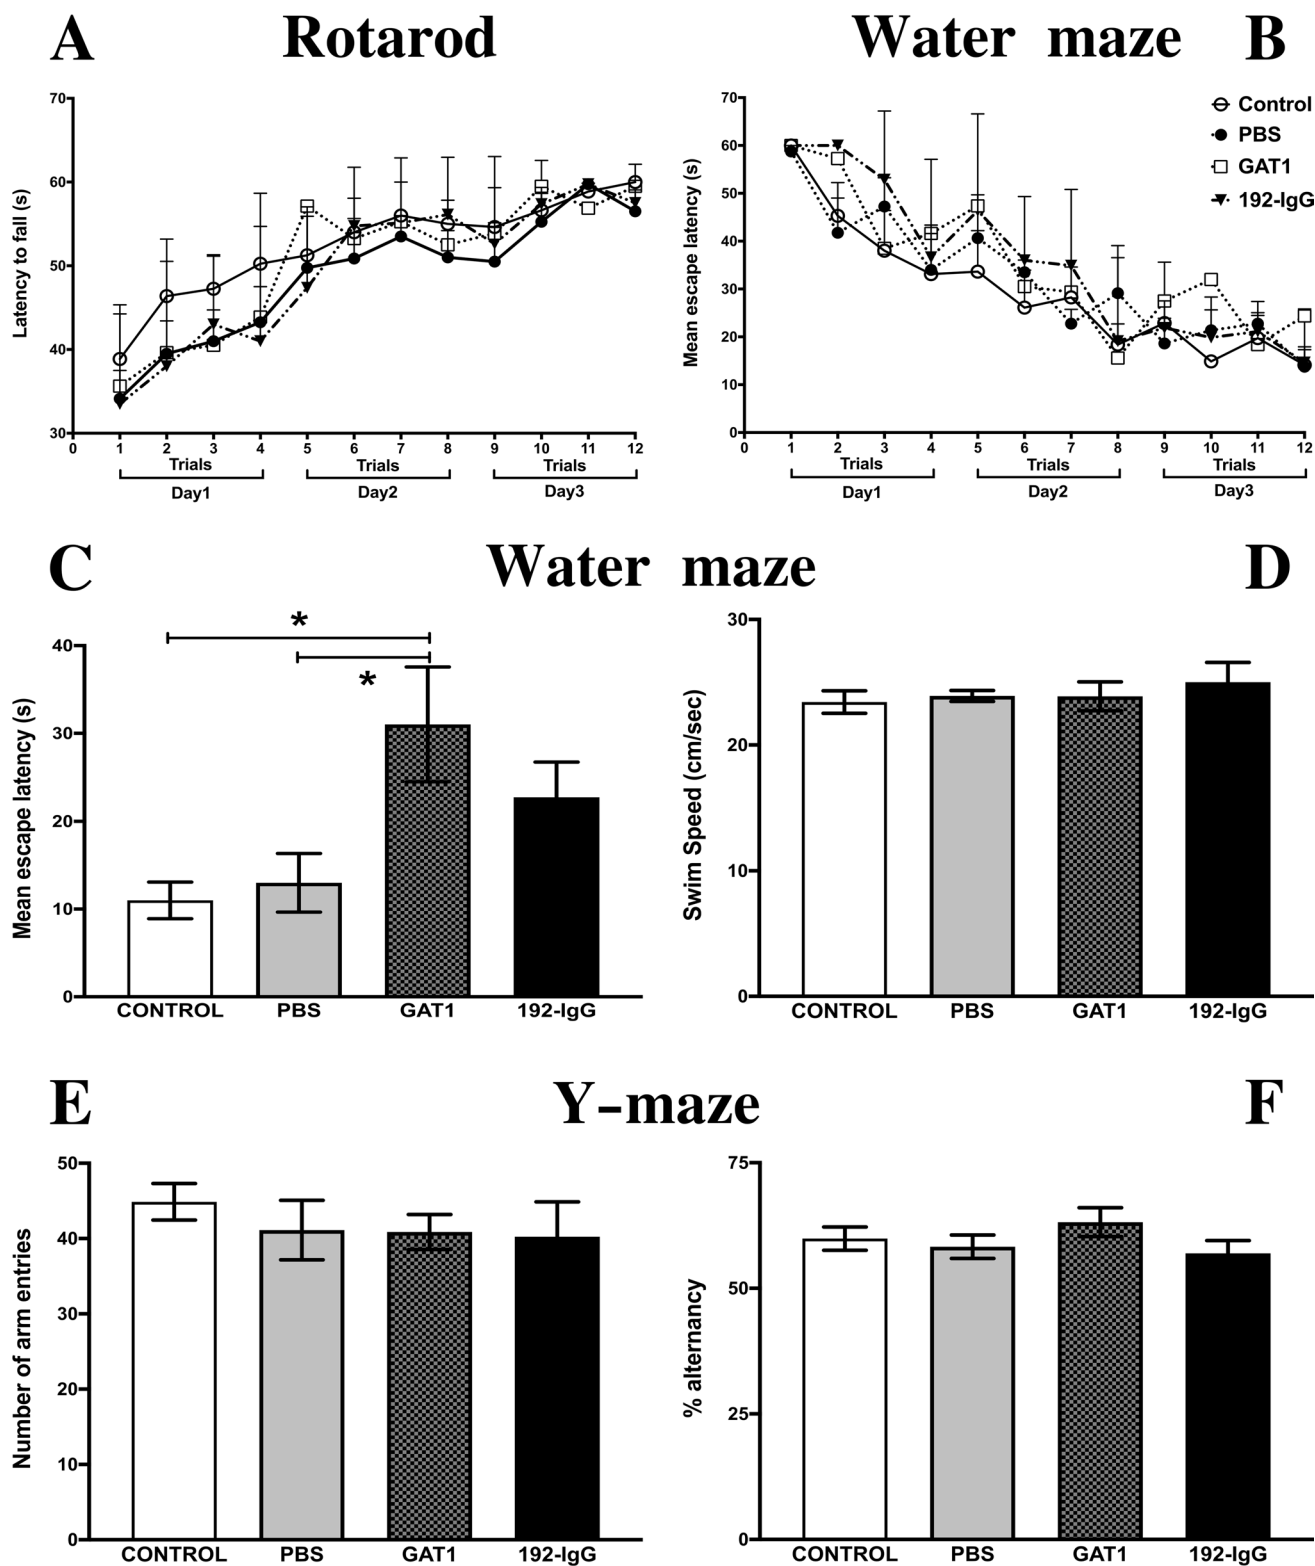 A Rotarod
Water maze B
70
60
50
40
30
Latency to fall (s)
0 1 2 3 4 5 6 7 8 9 10 11 12
Trials Trials Trials
Day1 Day2 Day3
70
60
50
40
30
20
10
0
Mean escape latency (s)
Control
PBS
GAT1
192-IgG
0 1 2 3 4 5 6 7 8 9 10 11 12
Trials Trials Trials
Day1 Day2 Day3
C Water maze D
* 
*
40
30
20
10
0
Mean escape latency (s)
CONTROL PBS GAT1 192-IgG
30
20
10
0
Swim Speed (cm/sec)
CONTROL PBS GAT1 192-IgG
E Y-maze F
50
40
30
20
10
0
Number of arm entries
CONTROL PBS GAT1 192-IgG
75
50
25
0
% alternancy
CONTROL PBS GAT1 192-IgG